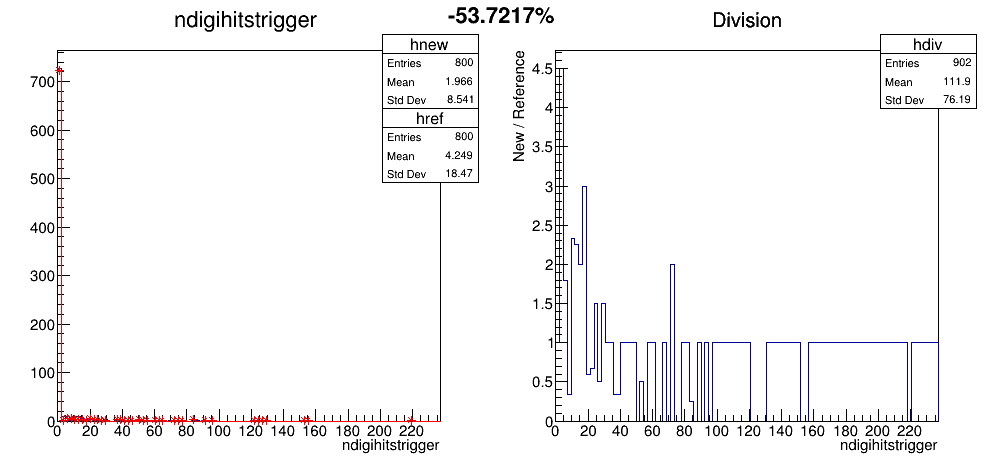 -53.7217%
ndigihitstrigger
hnew
Entries 800
Mean 1.966
Std Dev 8.541
href
Entries 800
Mean 4.249
Std Dev 18.47
700
600
500
400
300
200
100
0
0 20 40 60 80 100 120 140 160 180 200 220
ndigihitstrigger
Division
hdiv
Entries 902
Mean 111.9
Std Dev 76.19
New / Reference
4.5
4
3.5
3
2.5
2
1.5
1
0.5
0
0 20 40 60 80 100 120 140 160 180 200 220
ndigihitstrigger